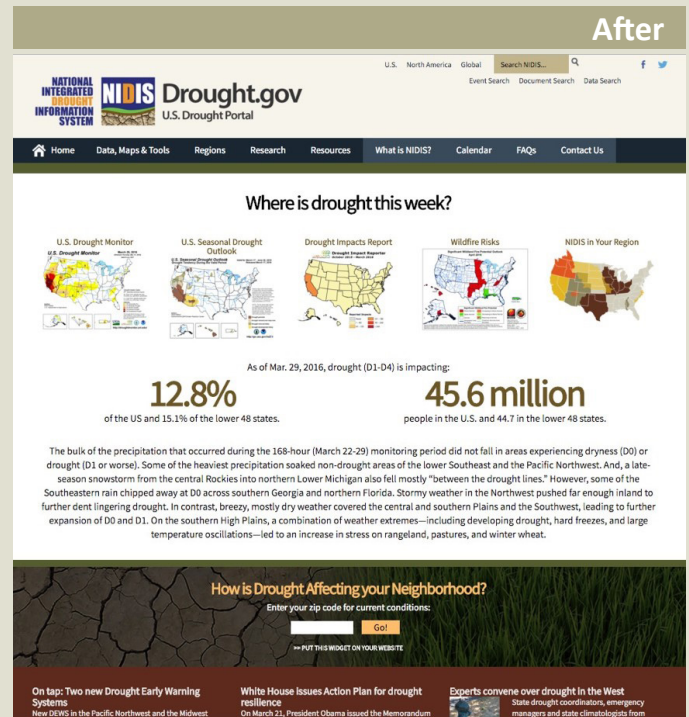 After
U.S. North America Global Search NIDIS...
Event Search Document Search Data Search
NATIONAL
INTEGRATED
DROUGHT
INFORMATION
SYSTEM
NIDIS
Drought.gov
U.S. Drought Portal
Home Data, Maps & Tools Regions Research Resources What is NIDIS? Calendar FAQs Contact Us
Where is drought this week?
U.S. Drought Monitor
U.S. Seasonal Drought
Outlook
Drought Impacts Report
Wildfire Risks
NIDIS in Your Region
U.S. Drought Monitor
U.S. Seasonal Drought Outlook
Drought Impact Reporter
As of Mar. 29, 2016, drought (D1-D4) is impacting:
12.8%
of the US and 15.1% of the lower 48 states.
45.6 million
people in the U.S. and 44.7 in the lower 48 states.
The bulk of the precipitation that occurred during the 168-hour (March 22-29) monitoring period did not fall in areas experiencing dryness (D0) or
drought (D1 or worse). Some of the heaviest precipitation soaked non-drought areas of the lower Southeast and the Pacific Northwest. And, a late-
season snowstorm from the central Rockies into northern Lower Michigan also fell mostly “between the drought lines.” However, some of the
Southeastern rain chipped away at D0 across southern Georgia and northern Florida. Stormy weather in the Northwest pushed far enough inland to
further dent lingering drought. In contrast, breezy, mostly dry weather covered the central and southern Plains and the Southwest, leading to further
expansion of D0 and D1. On the southern High Plains, a combination of weather extremes—including developing drought, hard freezes, and large
temperature oscillations—led to an increase in stress on rangeland, pastures, and winter wheat.
How is Drought Affecting your Neighborhood?
Enter your zip code for current conditions:
Go!
>> PUT THIS WIDGET ON YOUR WEBSITE
On tap: Two new Drought Early Warning
Systems
New DEWS in the Pacific Northwest and the Midwest
White House issues Action Plan for drought
resilience
On March 21, President Obama issued the Memorandum
Experts convene over drought in the West
State drought coordinators, emergency
managers and state climatologists from